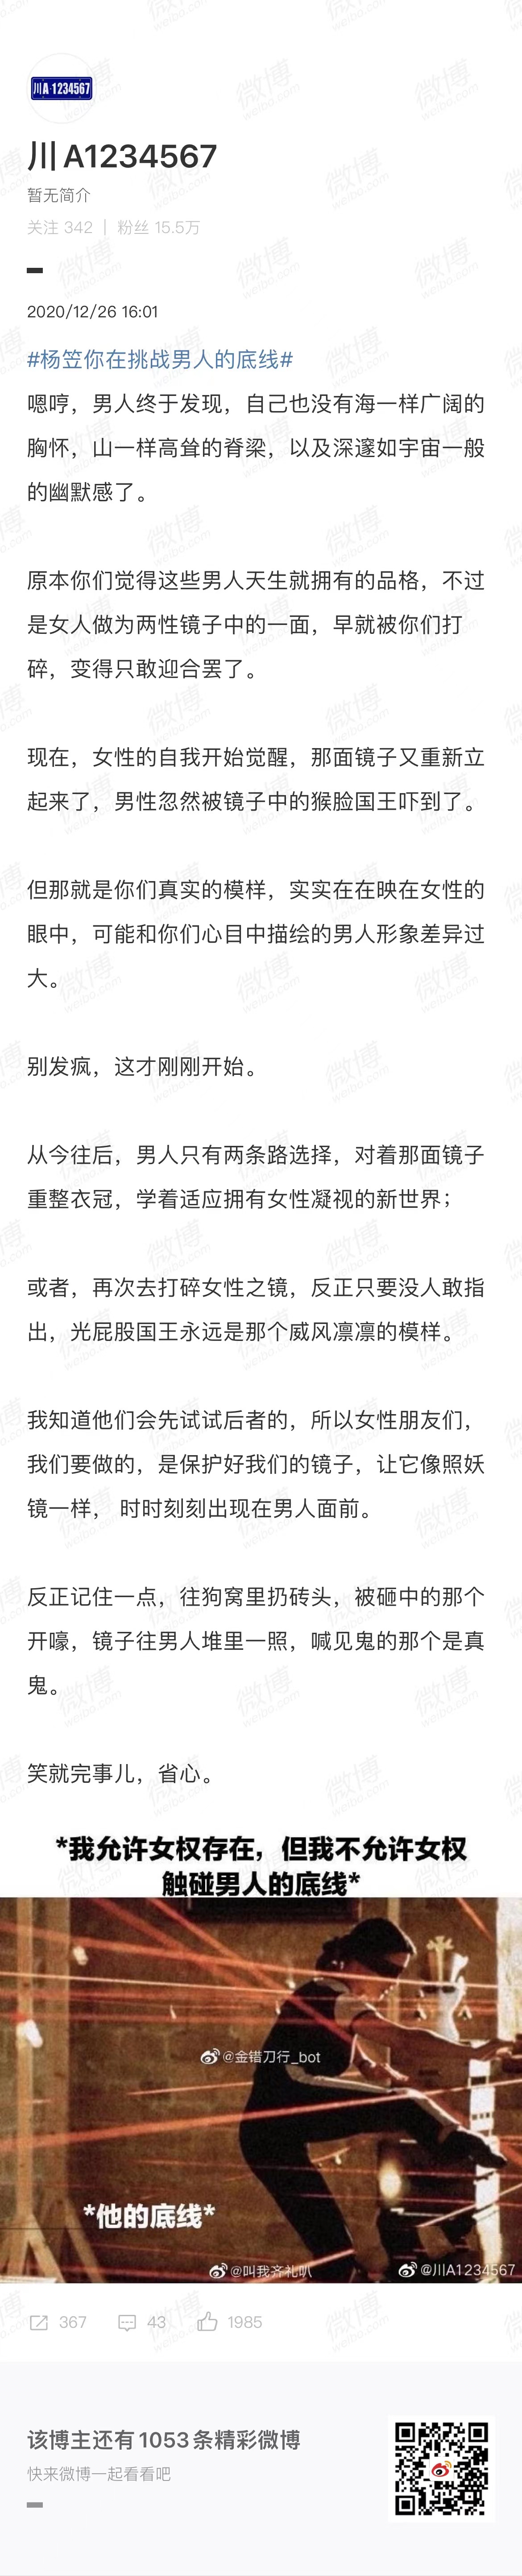 川A·1234567
川A1234567
暂无简介
关注 342 | 粉丝 15.5万
2020/12/26 16:01
#杨笠你在挑战男人的底线#
嗯哼，男人终于发现，自己也没有海一样广阔的
胸怀，山一样高耸的脊梁，以及深邃如宇宙一般
的幽默感了。
原本你们觉得这些男人天生就拥有的品格，不过
是女人做为两性镜子中的一面，早就被你们打
碎，变得只敢迎合罢了。
现在，女性的自我开始觉醒，那面镜子又重新立
起来了，男性忽然被镜子中的猴脸国王吓到了。
但那就是你们真实的模样，实实在在映在女性的
眼中，可能和你们心目中描绘的男人形象差异过
大。
别发疯，这才刚刚开始。
从今往后，男人只有两条路选择，对着那面镜子
重整衣冠，学着适应拥有女性凝视的新世界；
或者，再次去打碎女性之镜，反正只要没人敢指
出，光屁股国王永远是那个威风凛凛的模样。
我知道他们会先试试后者的，所以女性朋友们，
我们要做的，是保护好我们的镜子，让它像照妖
镜一样， 时时刻刻出现在男人面前。
反正记住一点，往狗窝里扔砖头，被砸中的那个
开嚎，镜子往男人堆里一照，喊见鬼的那个是真
鬼。
笑就完事儿，省心。
*我允许女权存在，但我不允许女权
触碰男人的底线*
@金错刀行_bot
*他的底线*
@叫我齐礼叭
@川A1234567
367 43 1985
该博主还有1053条精彩微博
快来微博一起看看吧
微博
weibo.com